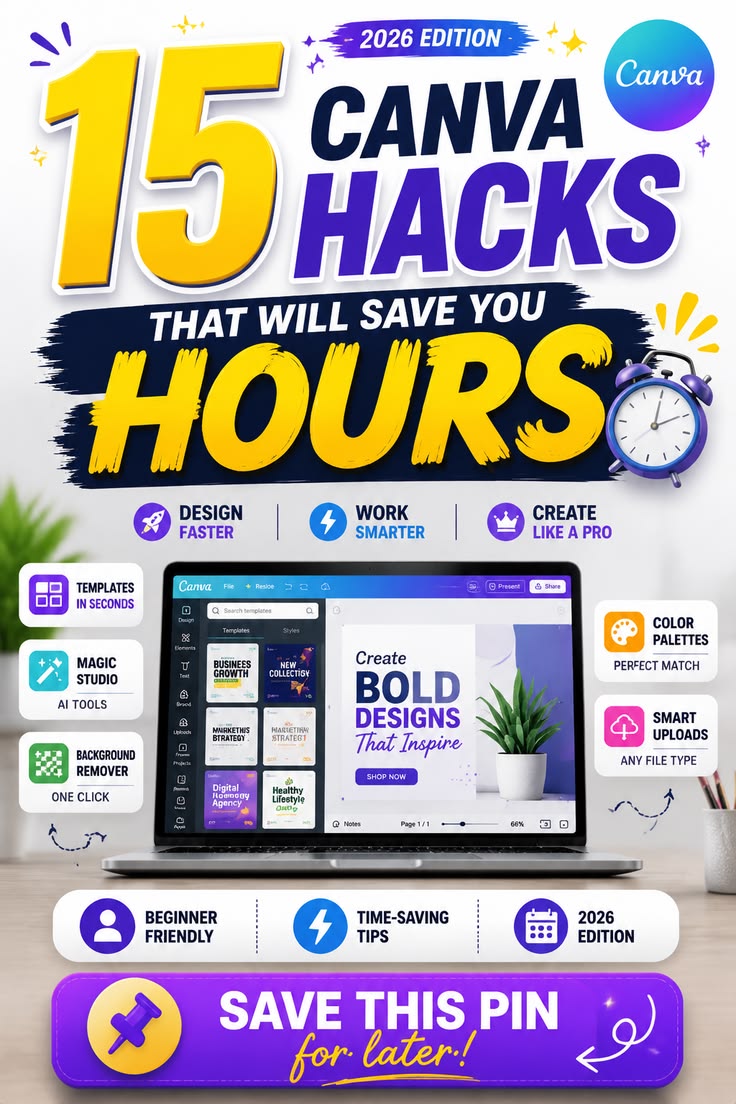 2026 EDITION
Canva
15
CANVA
HACKS
THAT WILL SAVE YOU
HOURS
DESIGN
FASTER
WORK
SMARTER
CREATE
LIKE A PRO
TEMPLATES
IN SECONDS
MAGIC
STUDIO
AI TOOLS
BACKGROUND
REMOVER
ONE CLICK
Canva File Resize Present Share
Design
Elements
Text
Brand
Uploads
Projects
Apps
Search templates
Templates Styles
BUSINESS
GROWTH
NEW
COLLECTION
STRATEGY
STRATEGY
Digital
Agency
Healthy
Lifestyle
Create
BOLD
DESIGNS
That Inspire
SHOP NOW
Notes Page 1 / 1 66%
COLOR
PALETTES
PERFECT MATCH
SMART
UPLOADS
ANY FILE TYPE
BEGINNER
FRIENDLY
TIME-SAVING
TIPS
2026
EDITION
SAVE THIS PIN
for later!